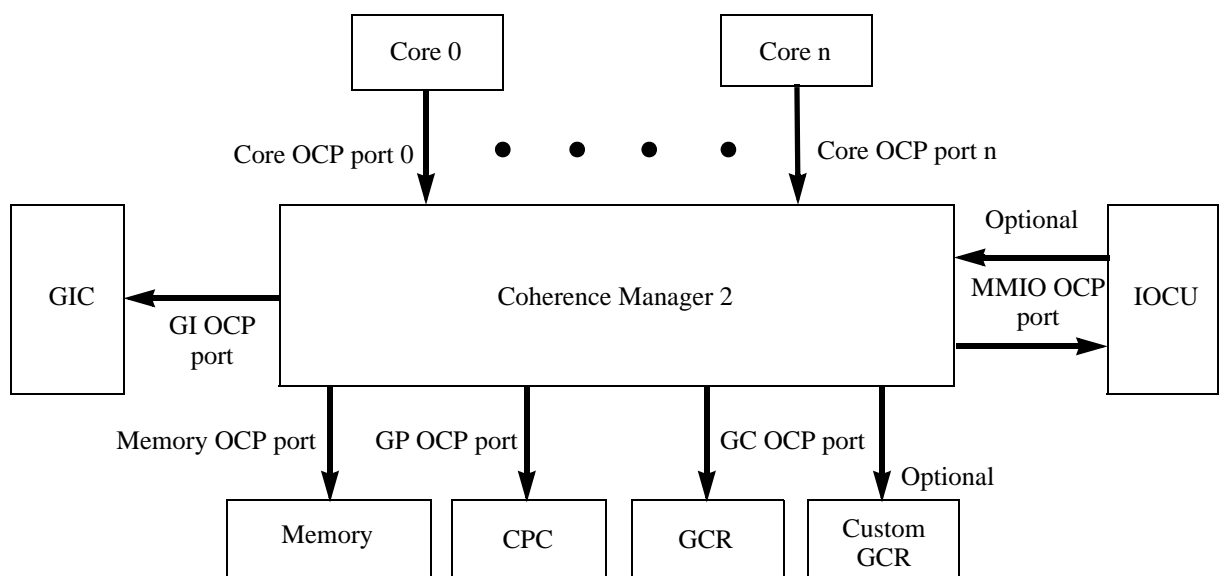 Core 0
Core n
Core OCP port 0
Core OCP port n
Optional
GIC
Coherence Manager 2
MMIO OCP
port
IOCU
GI OCP
port
Memory OCP port
GP OCP port
GC OCP port
Optional
Memory
CPC
GCR
Custom
GCR